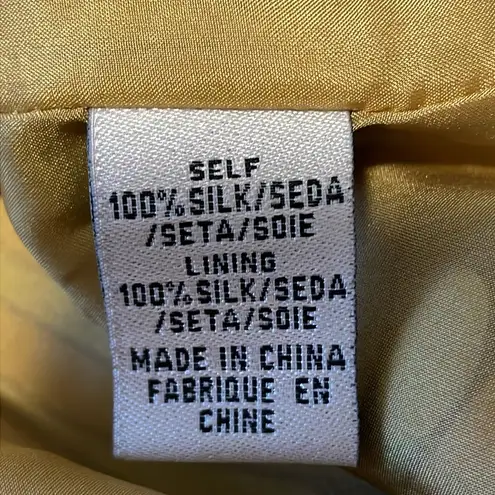 SELF
100% SILK/SEDA
/SETA/SOIE
LINING
100% SILK/SEDA
/SETA/SOIE
MADE IN CHINA
FABRIQUE EN
CHINE